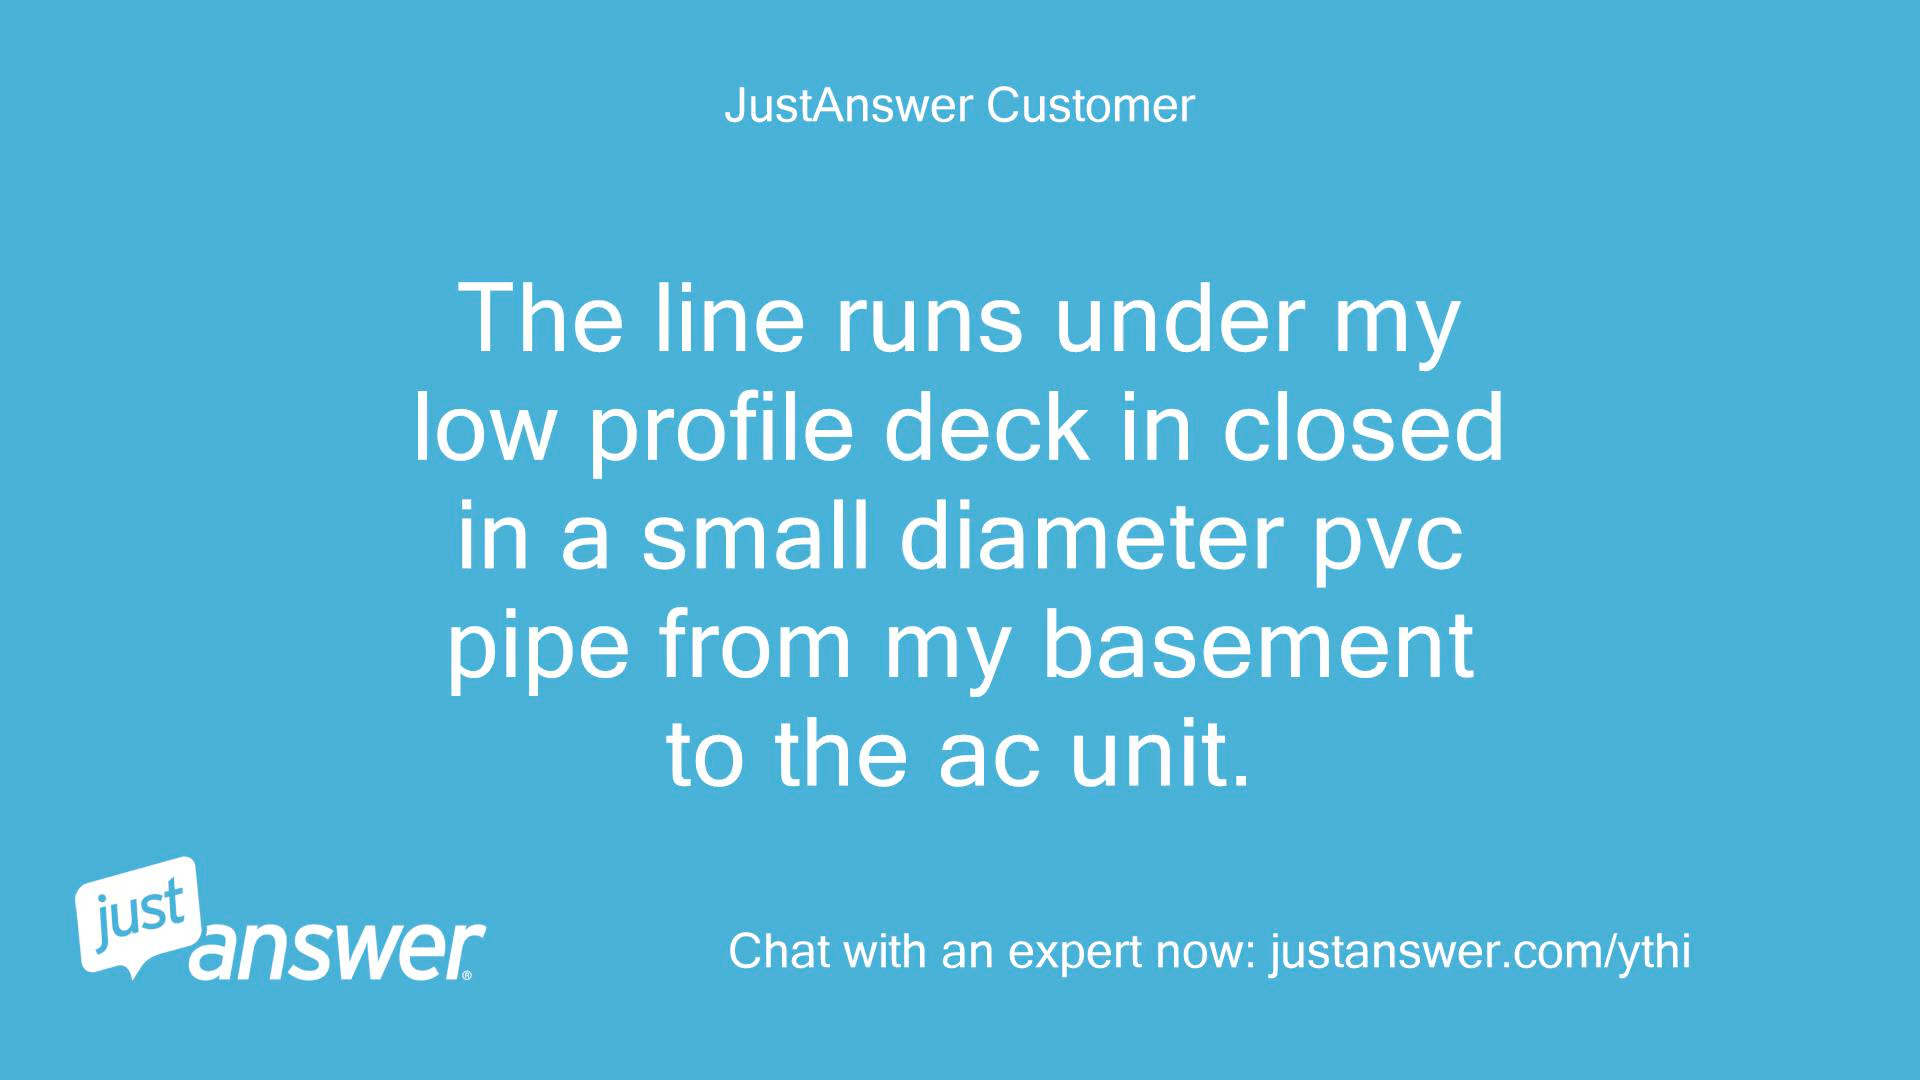 JustAnswer Customer
The line runs under my
low profile deck in closed
in a small diameter pvc
pipe from my basement
to the ac unit.
just
answer®
Chat with an expert now: justanswer.com/ythi